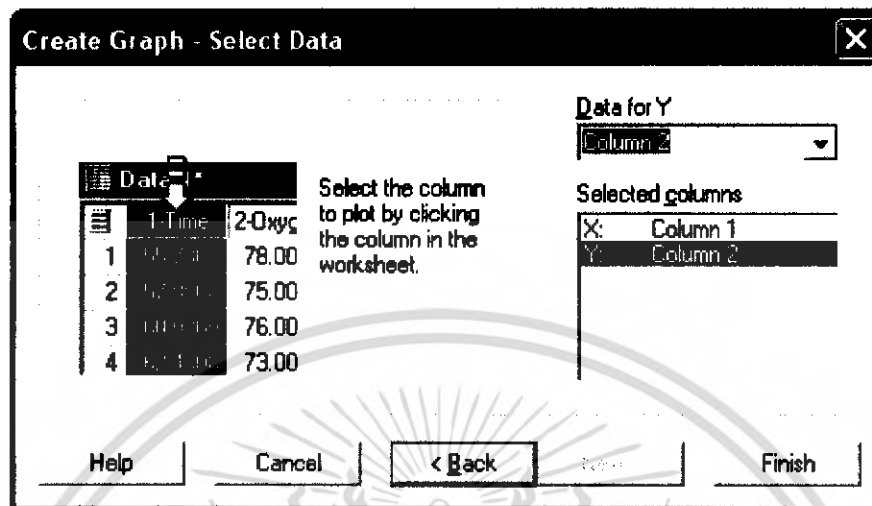 Create Graph - Select Data
Data for Y
Column 2
Selected columns
X: Column 1
Y: Column 2
Select the column
to plot by clicking
the column in the
worksheet.
1-Time 2-Oxyg
1 78.00
2 75.00
3 76.00
4 73.00
Help Cancel < Back Finish